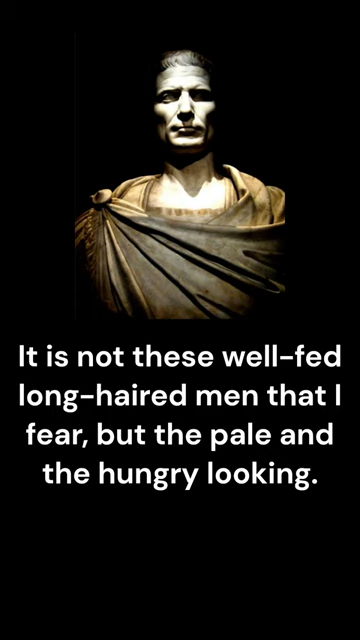 It is not these well-fed
long-haired men that I
fear, but the pale and
the hungry looking.